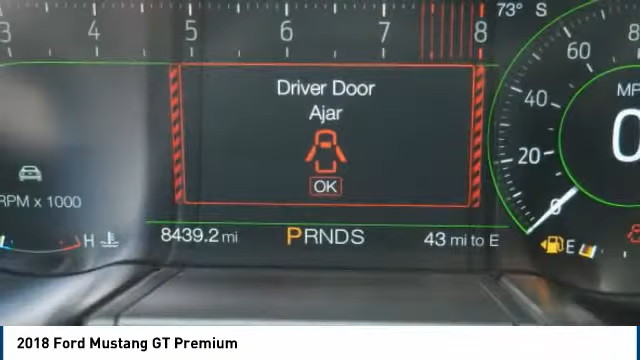 73° S
3 4 5 6 7 8
Driver Door
Ajar
OK
60
40
20
0
MP
0
RPM x 1000
H
8439.2 mi
PRNDS
43 mi to E
E
2018 Ford Mustang GT Premium